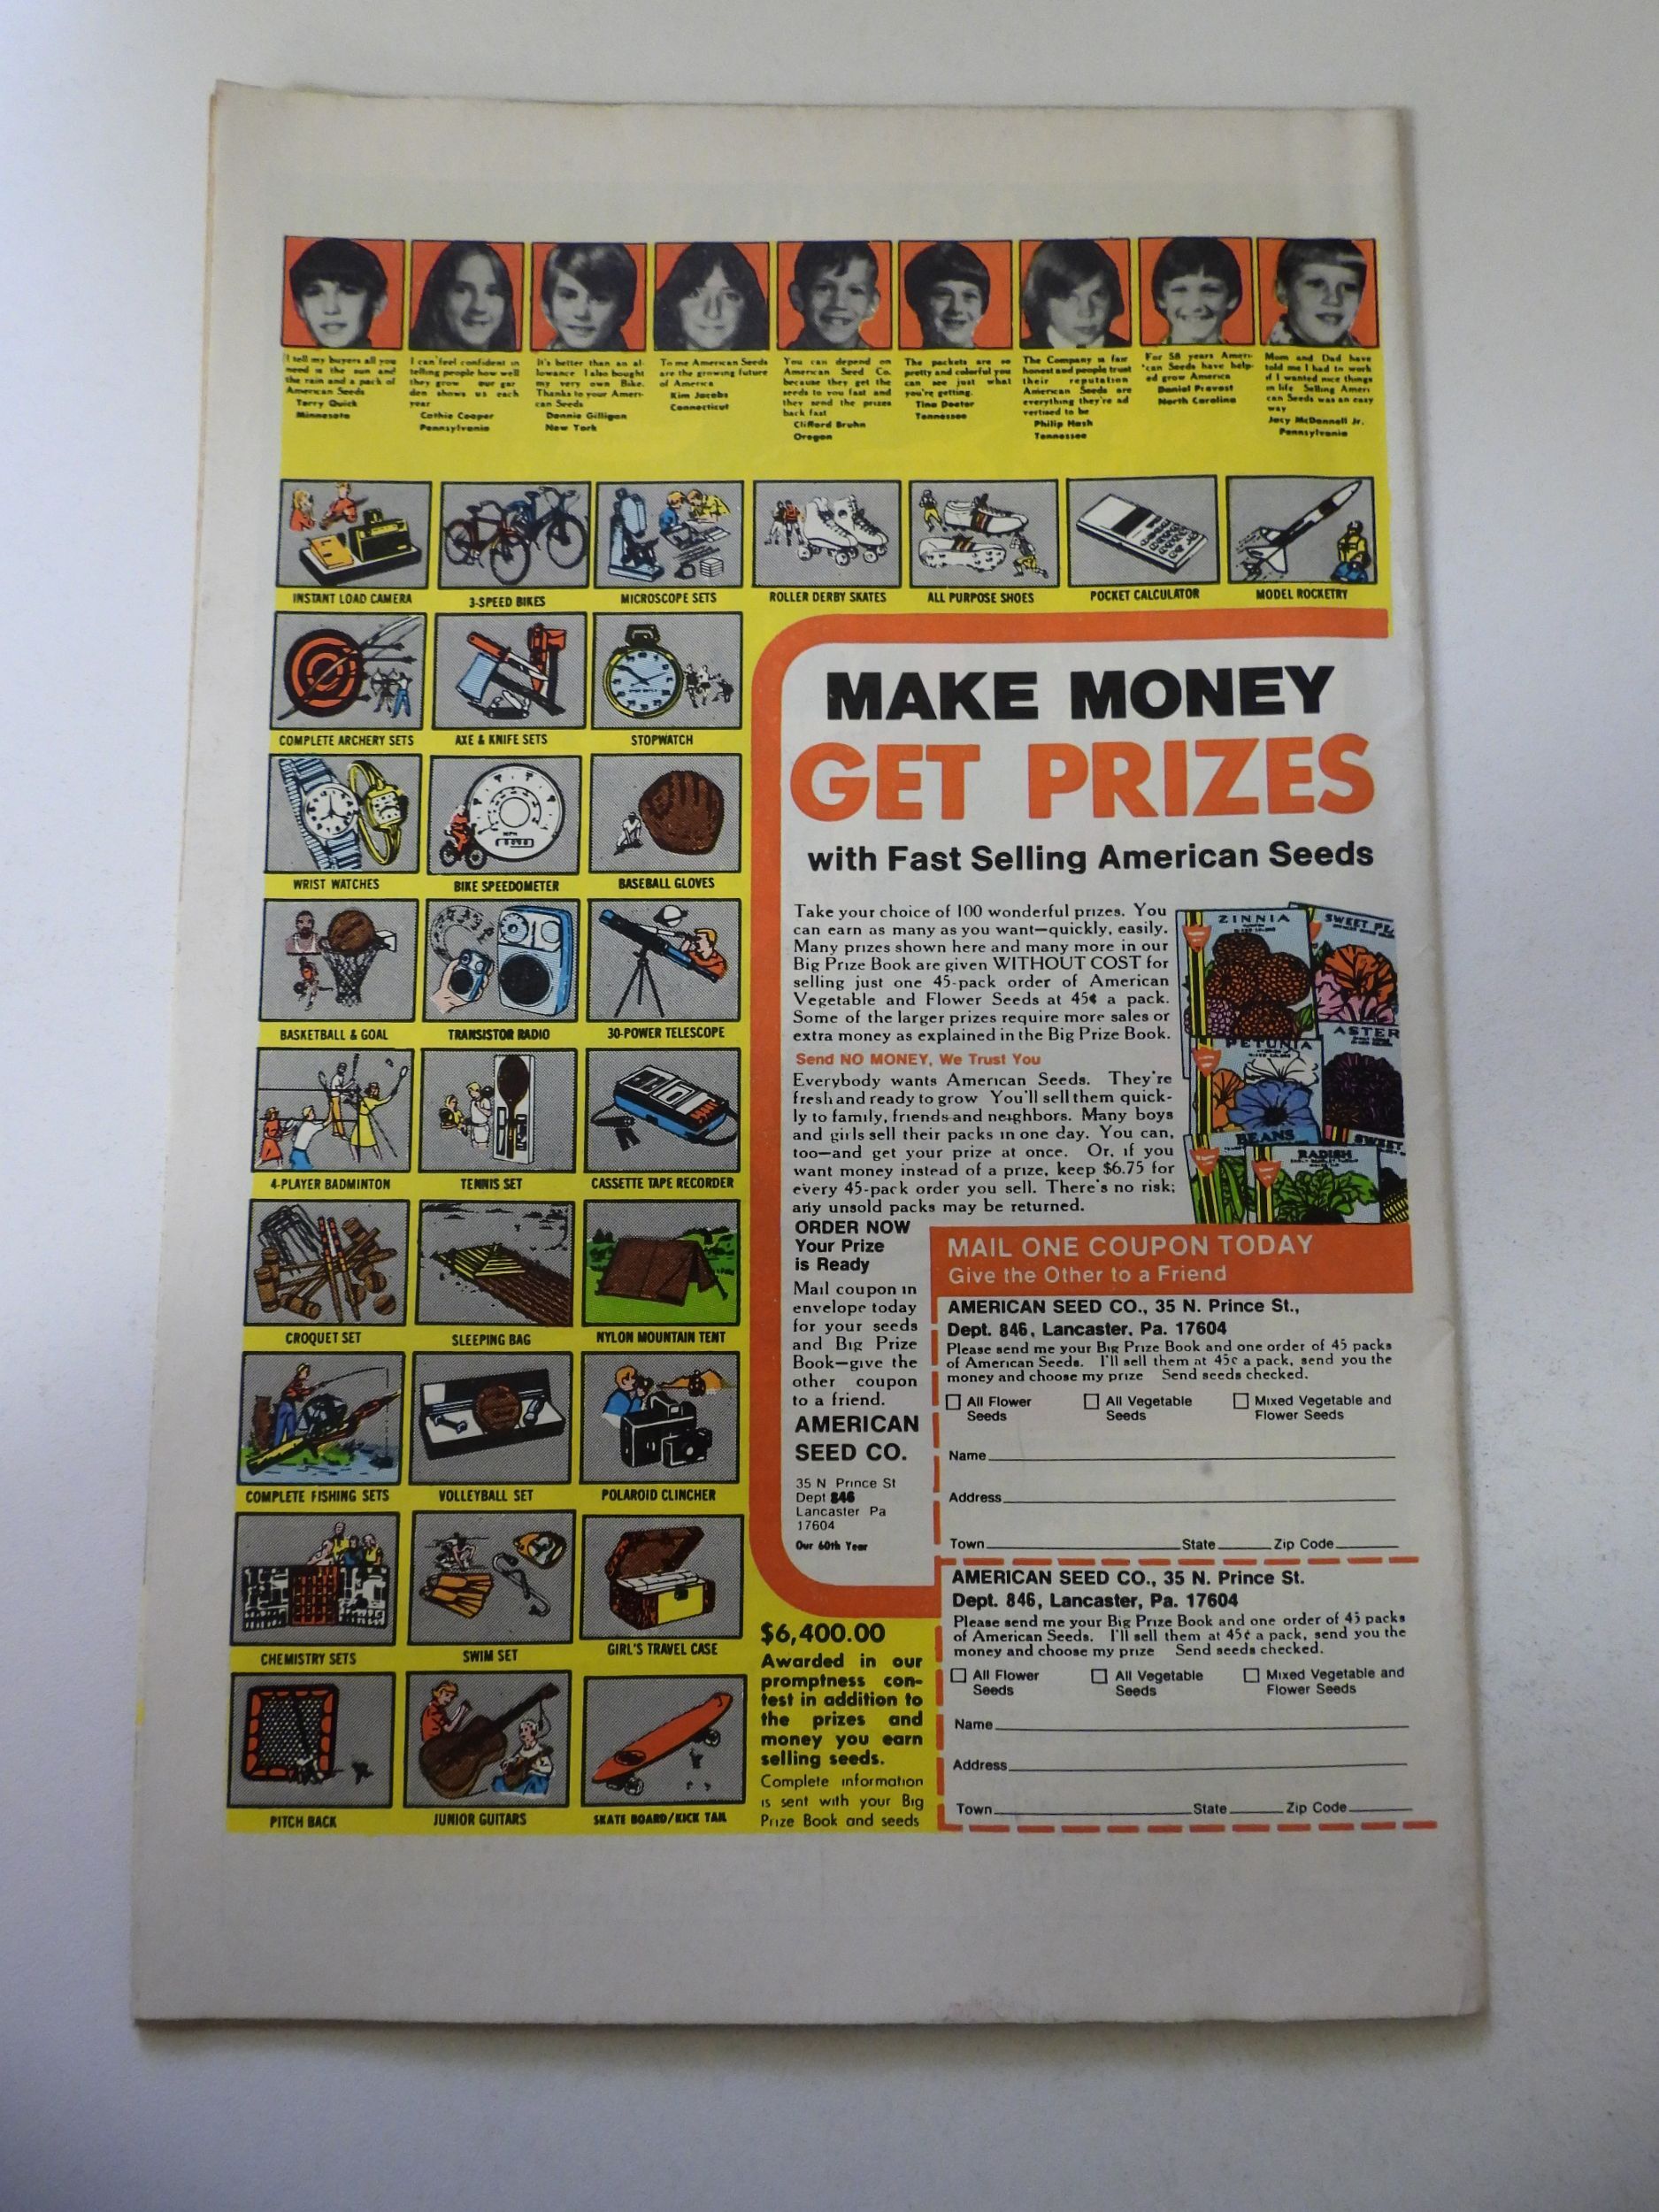 I tell my buyers all you
need is the sun and
the rain and a pack of
American Seeds
Terry Quick
Minnesota
I can feel confident in
telling people how well
they grow our gar
den shows us each
year
Cathie Cooper
Pennsylvania
It's better than an al-
lowance I also bought
my very own Bike.
Thanks to your Ameri-
can Seeds
Donnie Gilligan
New York
To me American Seeds
are the growing future
of America
Kim Jacobs
Connecticut
You can depend on
American Seed Co.
because they get the
seeds to you fast and
they send the prizes
back fast
Clifford Bruhn
Oregon
The packets are so
pretty and colorful you
can see just what
you're getting.
Tina Doctor
Tennessee
The Company is fair
honest and people trust
their reputation
American Seeds are
everything they're ad
vertised to be
Philip Hash
Tennessee
For 58 years Ameri-
can Seeds have help-
ed grow America
Daniel Provost
North Carolina
Mom and Dad have
told me I had to work
if I wanted nice things
in life Selling Ameri
can Seeds was an easy
way
Jacy McDannell Jr.
Pennsylvania
INSTANT LOAD CAMERA
3-SPEED BIKES
MICROSCOPE SETS
ROLLER DERBY SKATES
ALL PURPOSE SHOES
POCKET CALCULATOR
MODEL ROCKETRY
COMPLETE ARCHERY SETS
AXE & KNIFE SETS
STOPWATCH
WRIST WATCHES
MPH
BIKE SPEEDOMETER
BASEBALL GLOVES
BASKETBALL & GOAL
TRANSISTOR RADIO
30-POWER TELESCOPE
4-PLAYER BADMINTON
TENNIS SET
CASSETTE TAPE RECORDER
CROQUET SET
SLEEPING BAG
NYLON MOUNTAIN TENT
COMPLETE FISHING SETS
VOLLEYBALL SET
POLAROID CLINCHER
CHEMISTRY SETS
SWIM SET
GIRL'S TRAVEL CASE
PITCH BACK
JUNIOR GUITARS
SKATE BOARD/KICK TAIL
MAKE MONEY
GET PRIZES
with Fast Selling American Seeds
Take your choice of 100 wonderful prizes. You
can earn as many as you want—quickly, easily.
Many prizes shown here and many more in our
Big Prize Book are given WITHOUT COST for
selling just one 45-pack order of American
Vegetable and Flower Seeds at 45¢ a pack.
Some of the larger prizes require more sales or
extra money as explained in the Big Prize Book.
Send NO MONEY, We Trust You
Everybody wants American Seeds. They're
fresh and ready to grow You'll sell them quick-
ly to family, friends and neighbors. Many boys
and girls sell their packs in one day. You can,
too—and get your prize at once. Or, if you
want money instead of a prize, keep $6.75 for
every 45-pack order you sell. There's no risk;
any unsold packs may be returned.
ZINNIA
SWEET PE
ASTER
PETUNIA
BEANS
RADISH
SWEET
ORDER NOW
Your Prize
is Ready
Mail coupon in
envelope today
for your seeds
and Big Prize
Book—give the
other coupon
to a friend.
AMERICAN
SEED CO.
35 N Prince St
Dept 846
Lancaster Pa
17604
Our 60th Year
MAIL ONE COUPON TODAY
Give the Other to a Friend
AMERICAN SEED CO., 35 N. Prince St.,
Dept. 846, Lancaster, Pa. 17604
Please send me your Big Prize Book and one order of 45 packs
of American Seeds. I'll sell them at 45¢ a pack, send you the
money and choose my prize Send seeds checked.
All Flower
Seeds
All Vegetable
Seeds
Mixed Vegetable and
Flower Seeds
Name
Address
Town State Zip Code
AMERICAN SEED CO., 35 N. Prince St.
Dept. 846, Lancaster, Pa. 17604
Please send me your Big Prize Book and one order of 45 packs
of American Seeds. I'll sell them at 45¢ a pack, send you the
money and choose my prize Send seeds checked.
All Flower
Seeds
All Vegetable
Seeds
Mixed Vegetable and
Flower Seeds
Name
Address
Town State Zip Code
$6,400.00
Awarded in our
promptness con-
test in addition to
the prizes and
money you earn
selling seeds.
Complete information
is sent with your Big
Prize Book and seeds